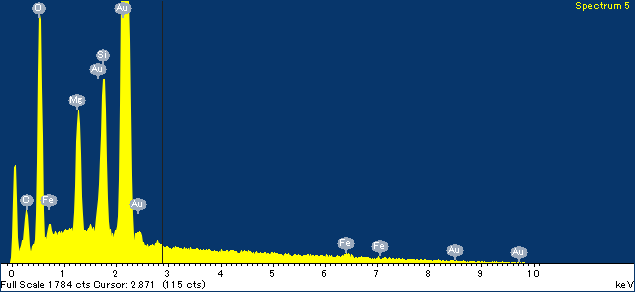 Spectrum 5
O Au
Si
Au
Mg
C Fe Au
Fe Fe Au Au
0 1 2 3 4 5 6 7 8 9 10
Full Scale 1784 cts Cursor: 2.871 (115 cts) keV